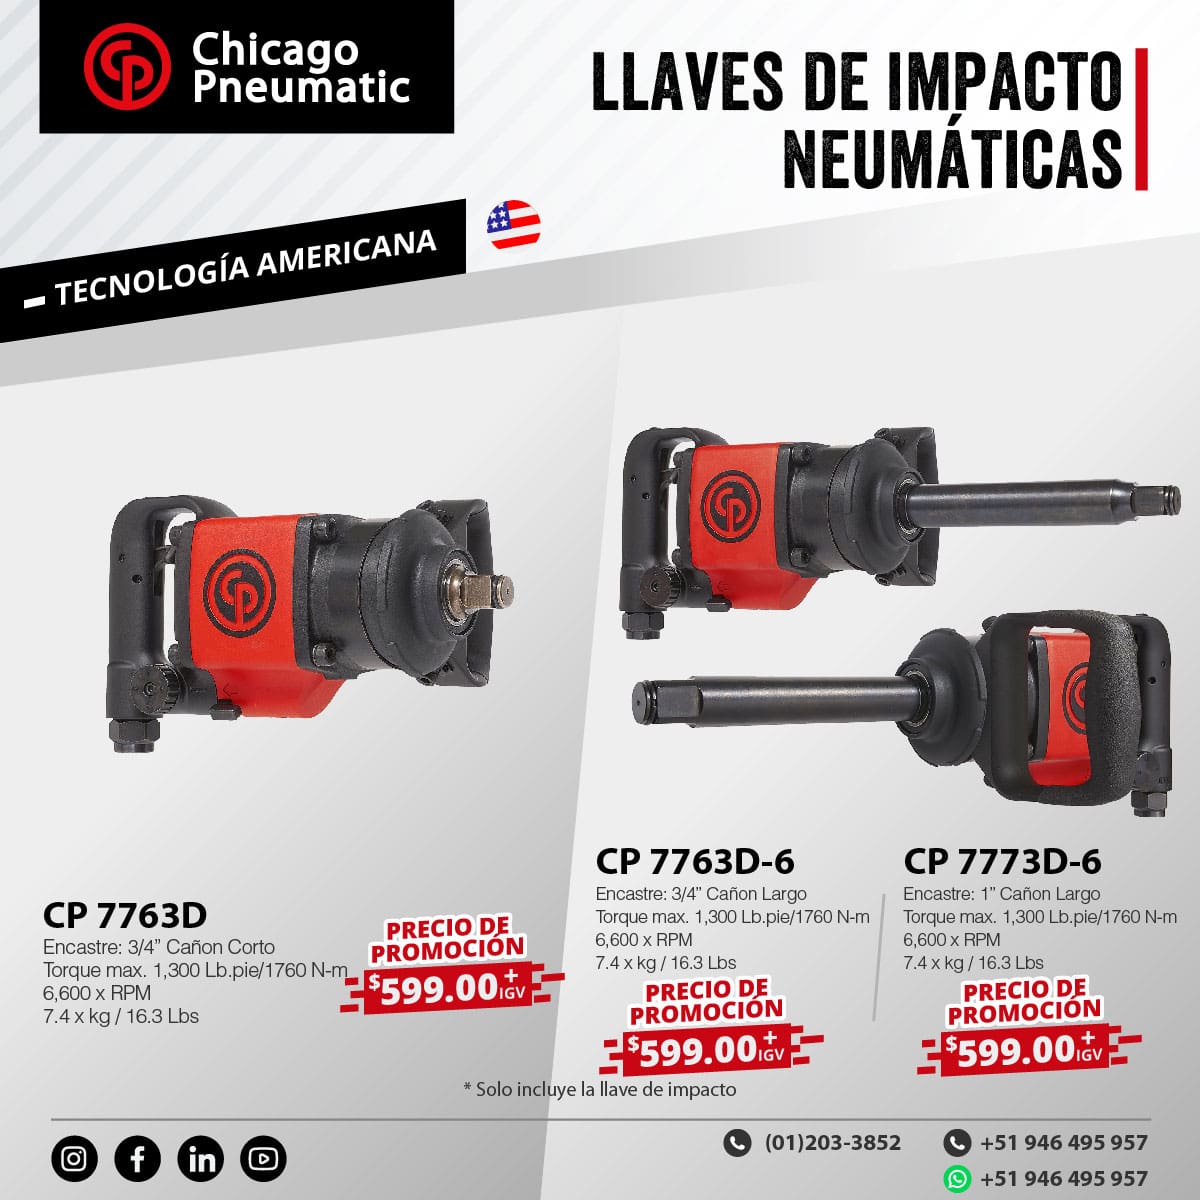 Chicago
Pneumatic
LLAVES DE IMPACTO
NEUMÁTICAS
TECNOLOGÍA AMERICANA
CP 7763D
Encastre: 3/4” Cañon Corto
Torque max. 1,300 Lb.pie/1760 N-m
6,600 x RPM
7.4 x kg / 16.3 Lbs
PRECIO DE
PROMOCIÓN
$599.00+IGV
CP 7763D-6
Encastre: 3/4” Cañon Largo
Torque max. 1,300 Lb.pie/1760 N-m
6,600 x RPM
7.4 x kg / 16.3 Lbs
PRECIO DE
PROMOCIÓN
$599.00+IGV
CP 7773D-6
Encastre: 1” Cañon Largo
Torque max. 1,300 Lb.pie/1760 N-m
6,600 x RPM
7.4 x kg / 16.3 Lbs
PRECIO DE
PROMOCIÓN
$599.00+IGV
* Solo incluye la llave de impacto
(01)203-3852
+51 946 495 957
+51 946 495 957